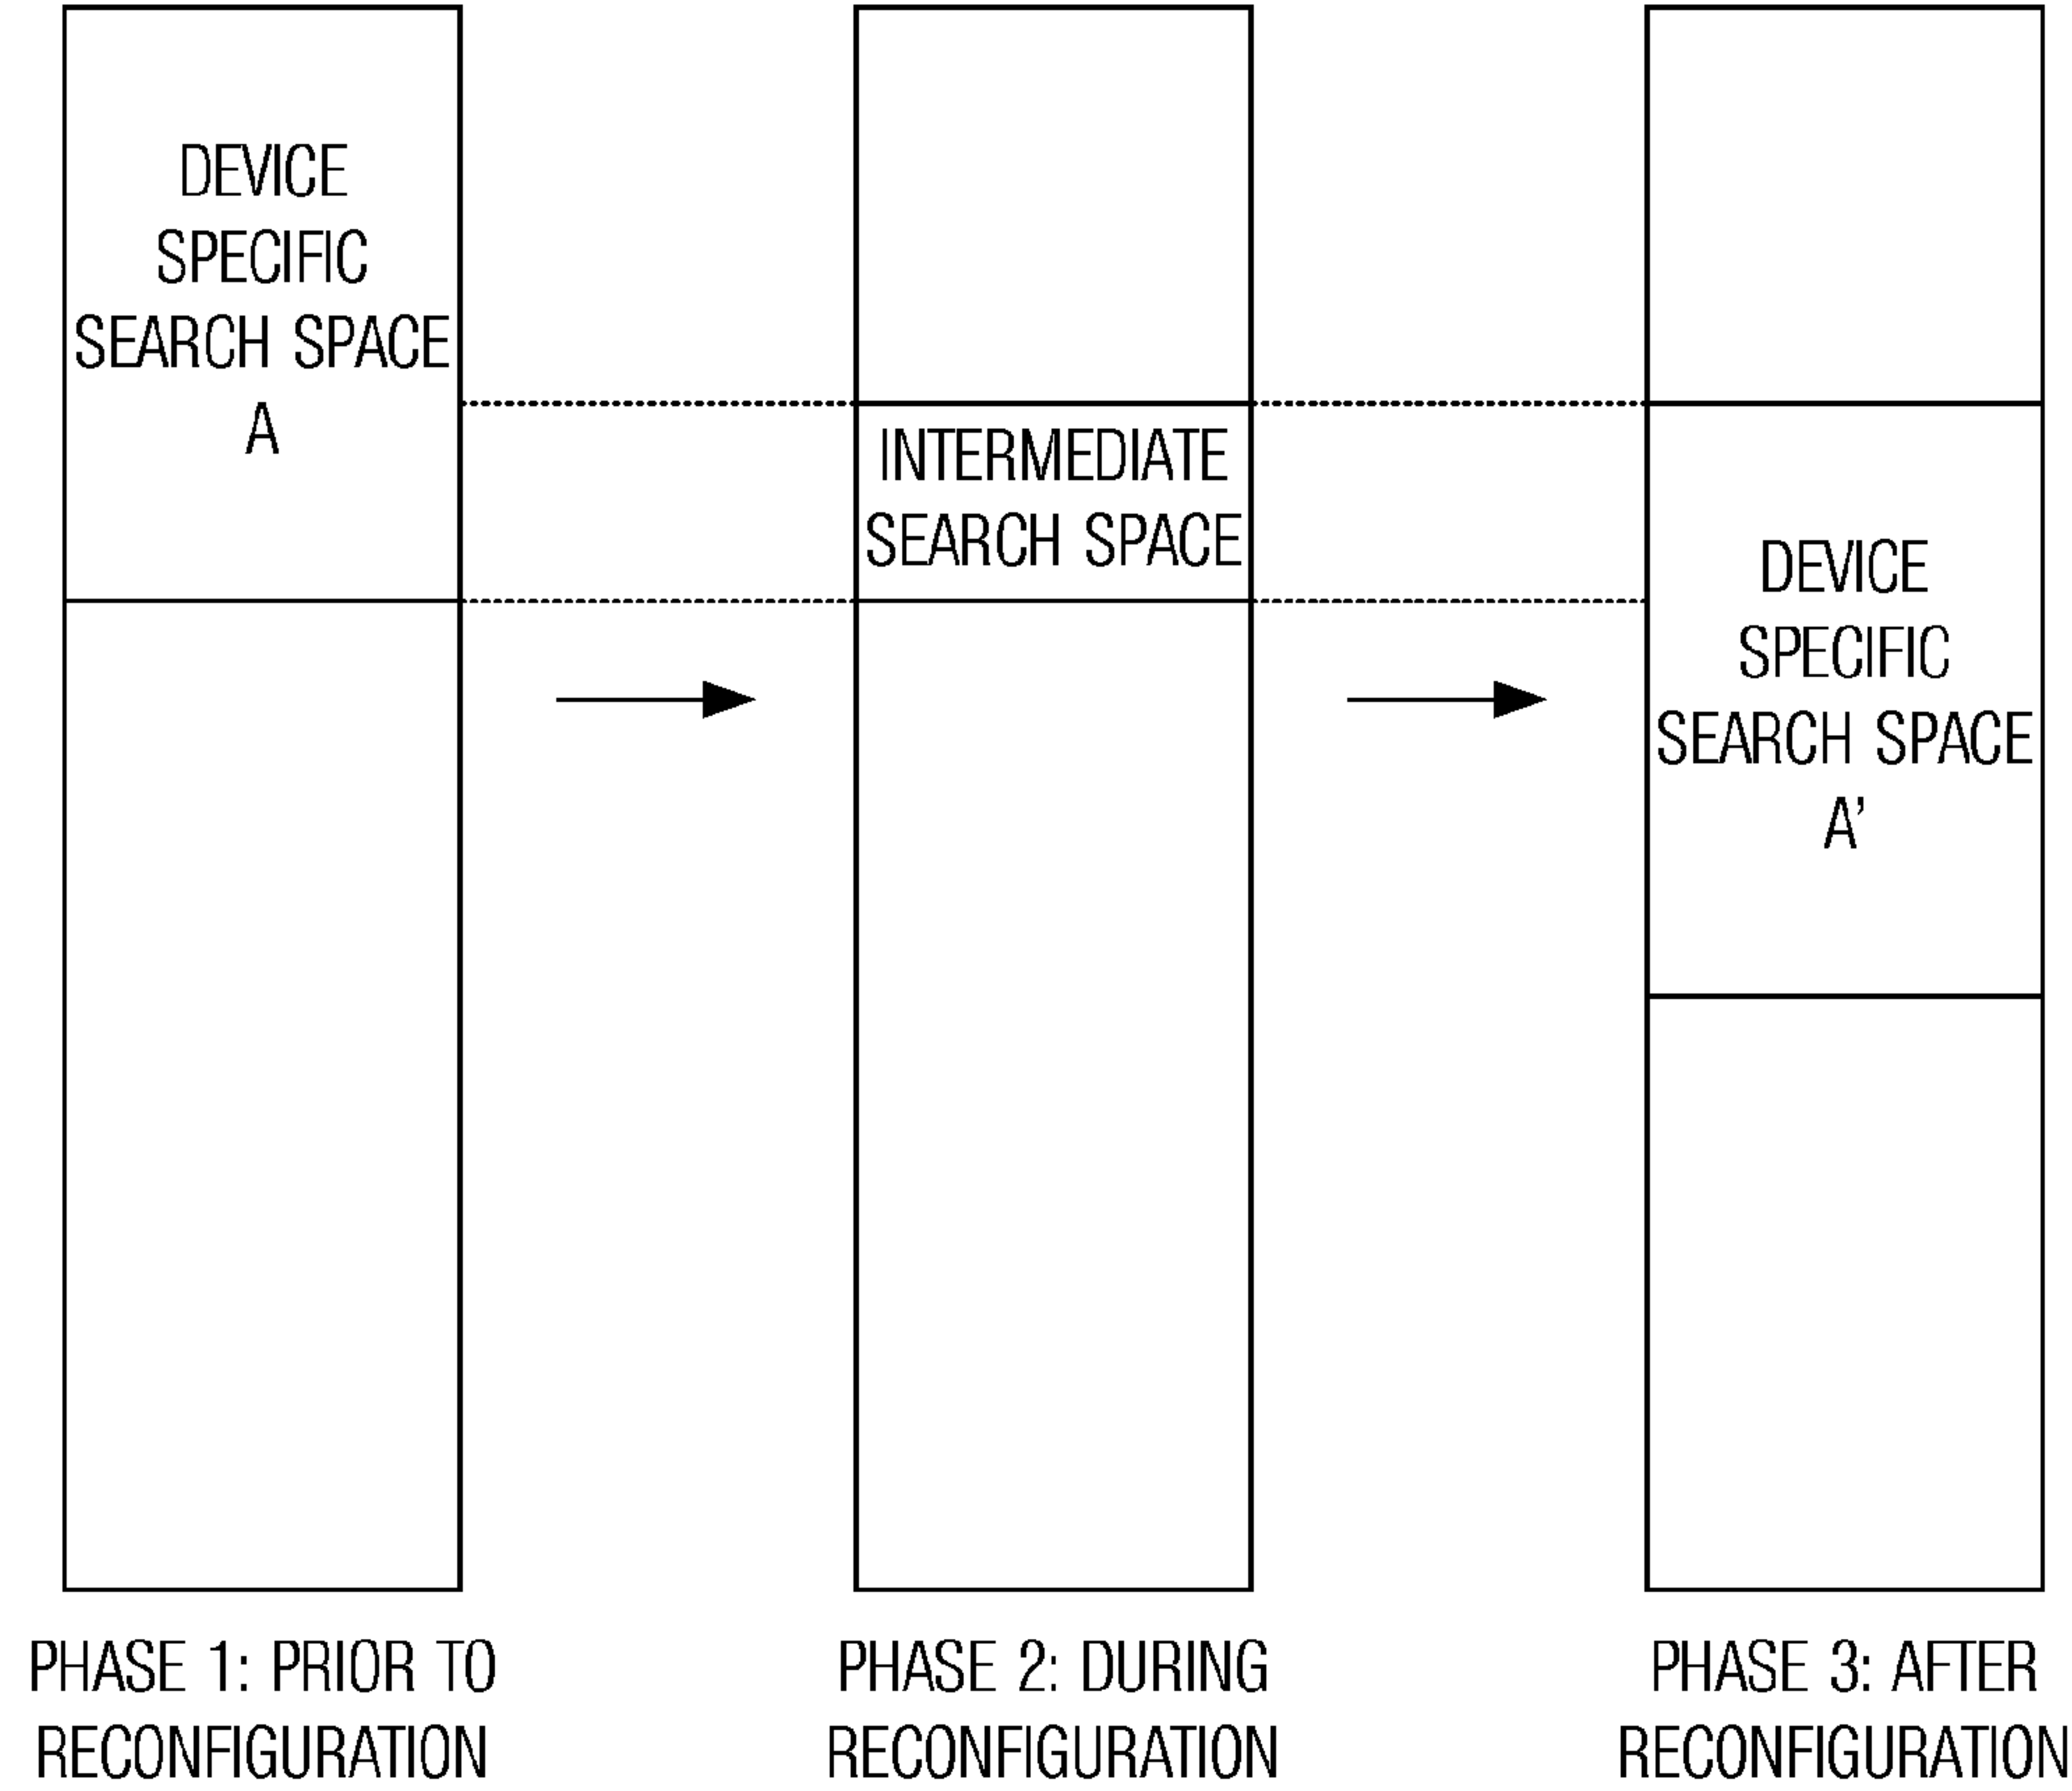 DEVICE
SPECIFIC
SEARCH SPACE
A
INTERMEDIATE
SEARCH SPACE
DEVICE
SPECIFIC
SEARCH SPACE
A'
PHASE 1: PRIOR TO
RECONFIGURATION
PHASE 2: DURING
RECONFIGURATION
PHASE 3: AFTER
RECONFIGURATION